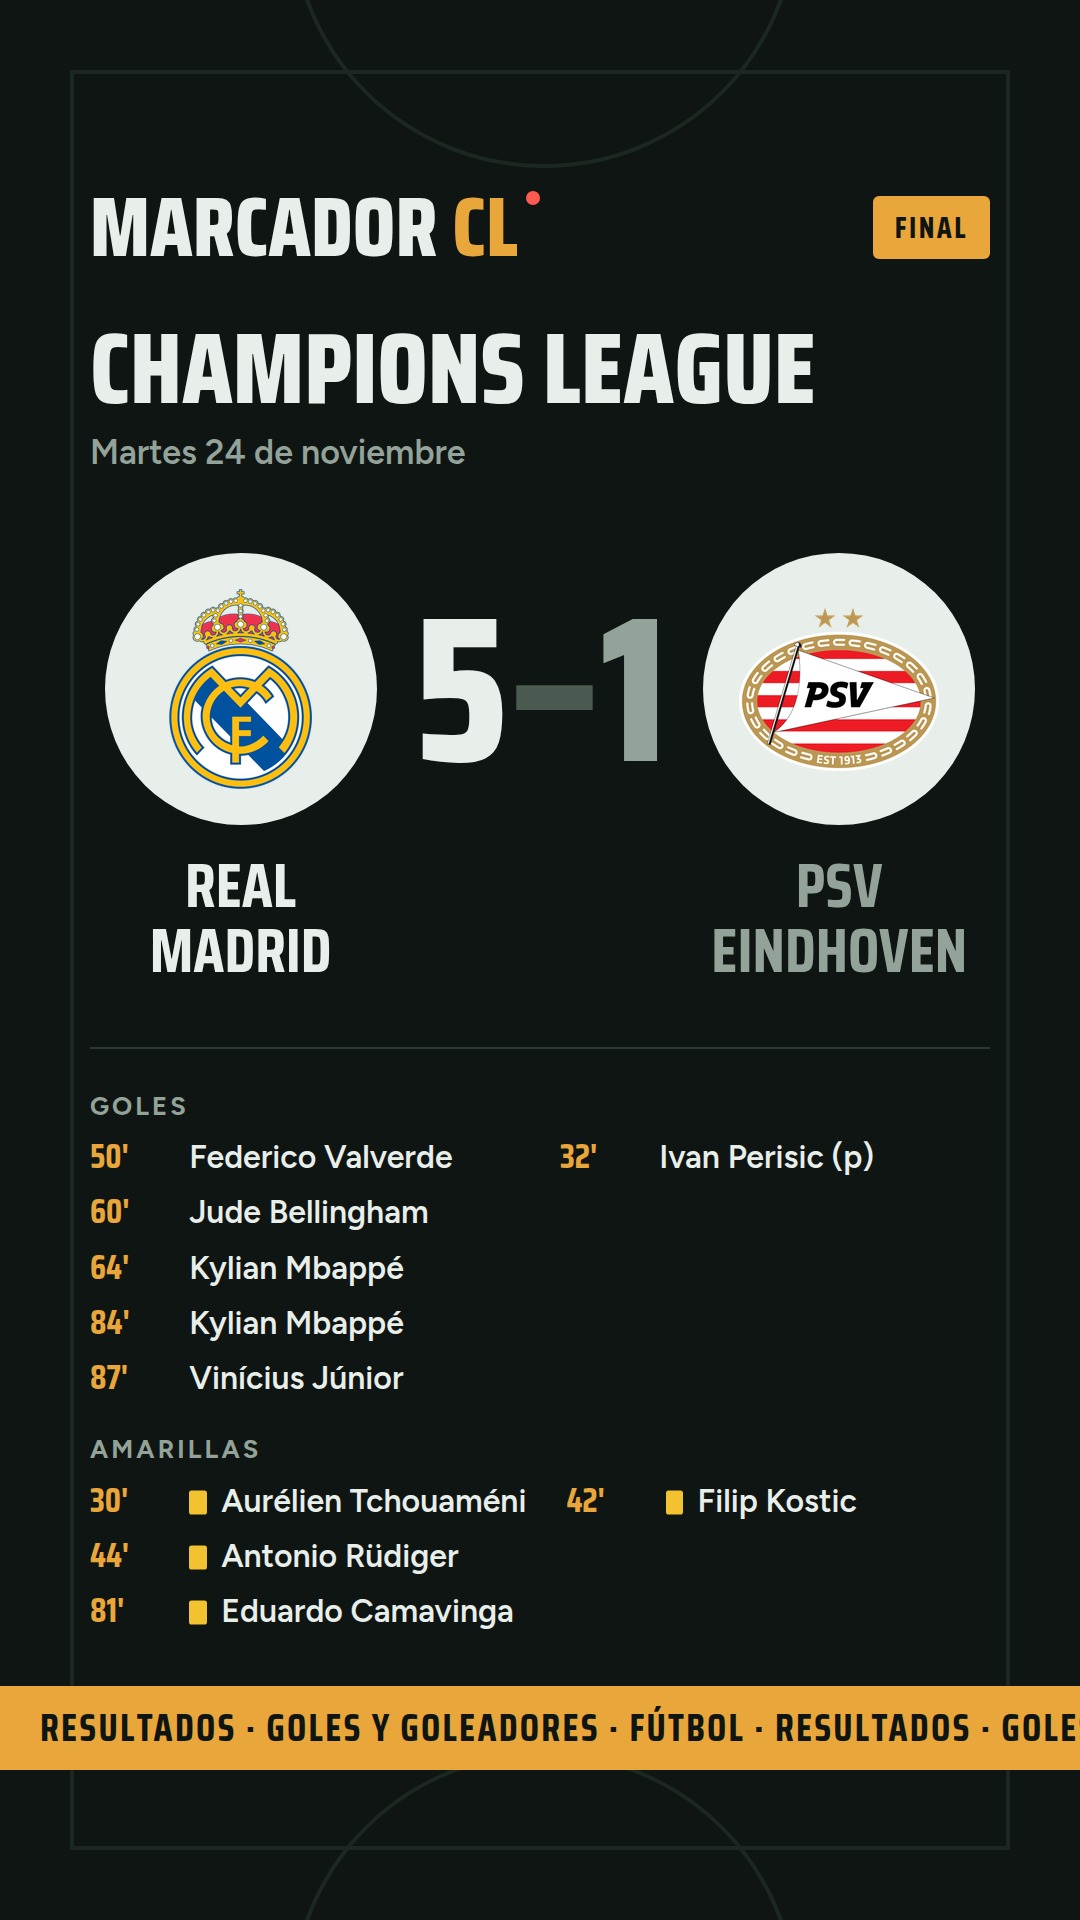 MARCADOR CL
FINAL
CHAMPIONS LEAGUE
Martes 24 de noviembre
5–1
PSV
EST 1913
REAL
MADRID
PSV
EINDHOVEN
GOLES
50' Federico Valverde 32' Ivan Perisic (p)
60' Jude Bellingham
64' Kylian Mbappé
84' Kylian Mbappé
87' Vinícius Júnior
AMARILLAS
30' Aurélien Tchouaméni 42' Filip Kostic
44' Antonio Rüdiger
81' Eduardo Camavinga
RESULTADOS · GOLES Y GOLEADORES · FÚTBOL · RESULTADOS · GOLES